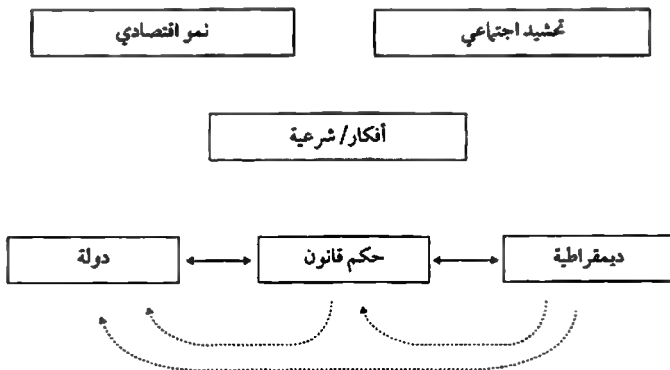 تحشيد اجتماعي
نمو اقتصادي
أفكار/ شرعية
ديمقراطية
حكم قانون
دولة